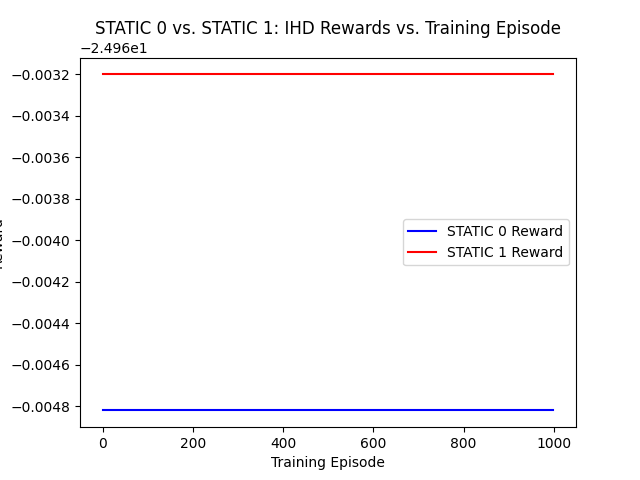 STATIC 0 vs. STATIC 1: IHD Rewards vs. Training Episode
−2.496e1
−0.0032
−0.0034
−0.0036
−0.0038
−0.0040
−0.0042
−0.0044
−0.0046
−0.0048
STATIC 0 Reward
STATIC 1 Reward
0 200 400 600 800 1000
Training Episode